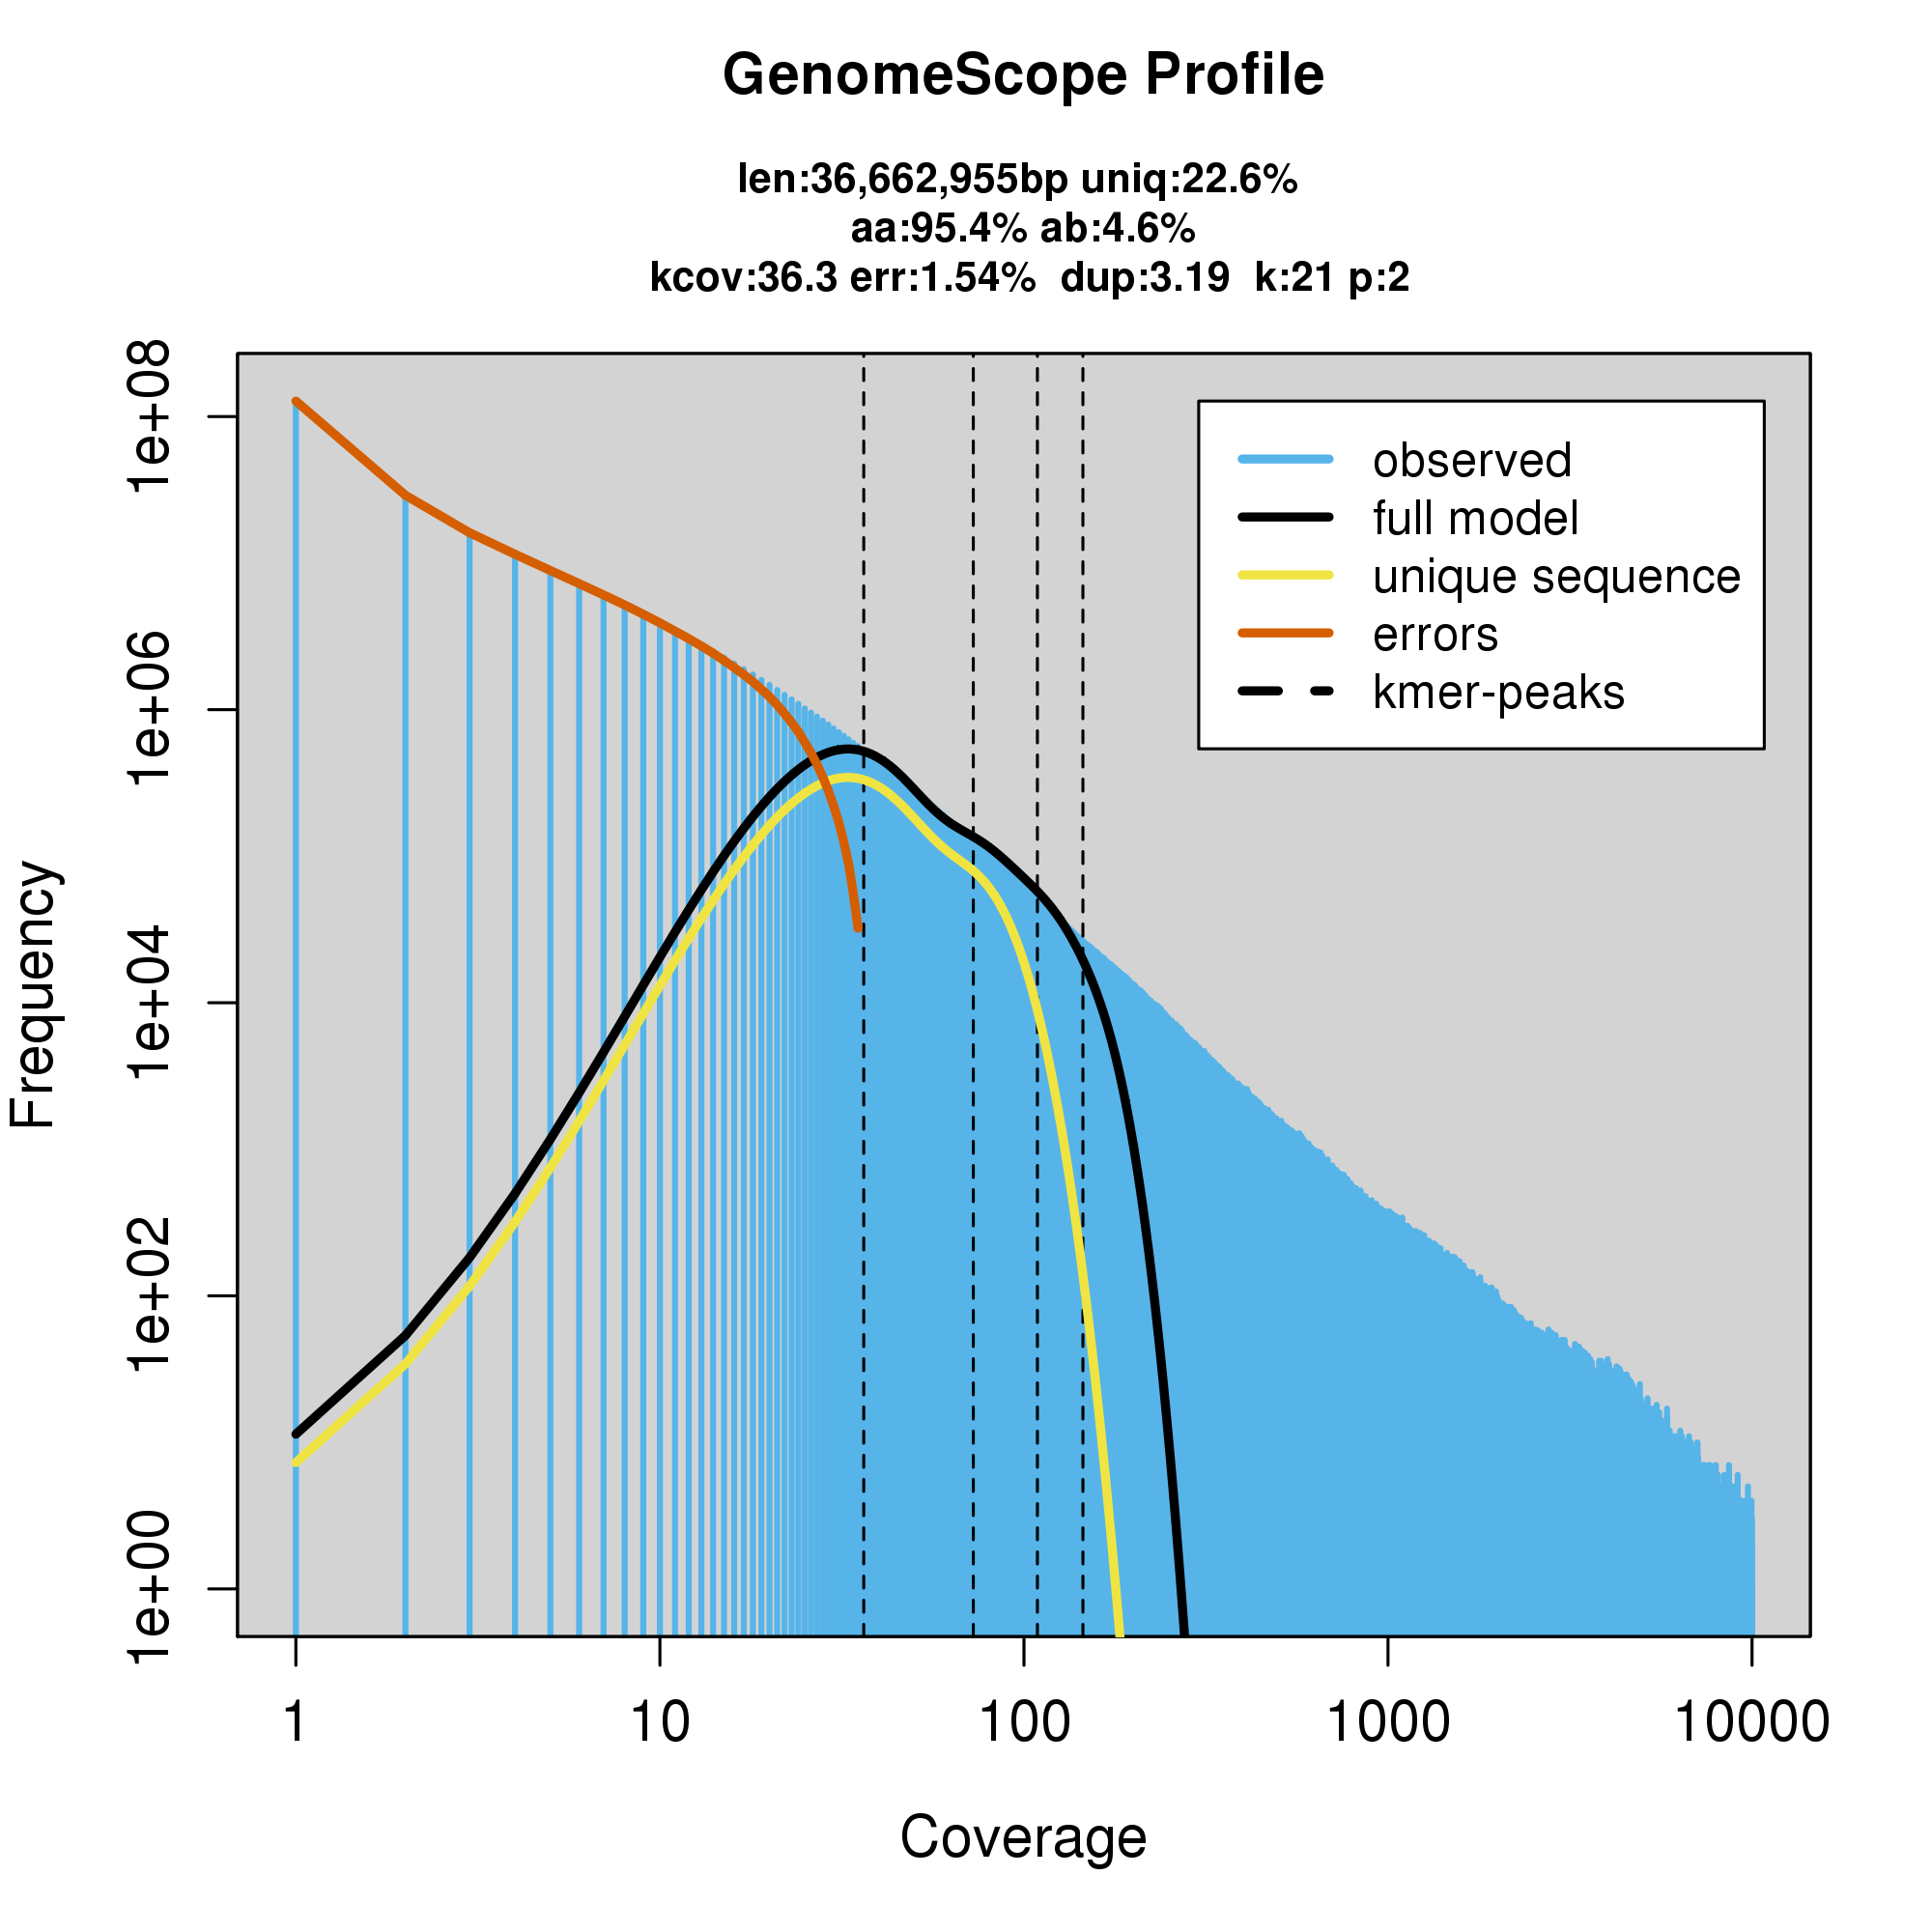 GenomeScope Profile
len:36,662,955bp uniq:22.6%
aa:95.4% ab:4.6%
kcov:36.3 err:1.54% dup:3.19 k:21 p:2
observed
full model
unique sequence
errors
kmer-peaks
Frequency
1e+08
1e+06
1e+04
1e+02
1e+00
1 10 100 1000 10000
Coverage